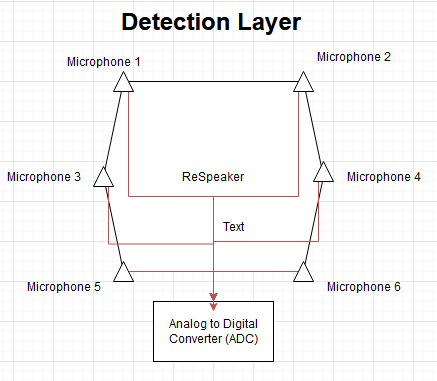 Detection Layer
Microphone 1
Microphone 2
Microphone 3
ReSpeaker
Microphone 4
Text
Microphone 5
Microphone 6
Analog to Digital
Converter (ADC)